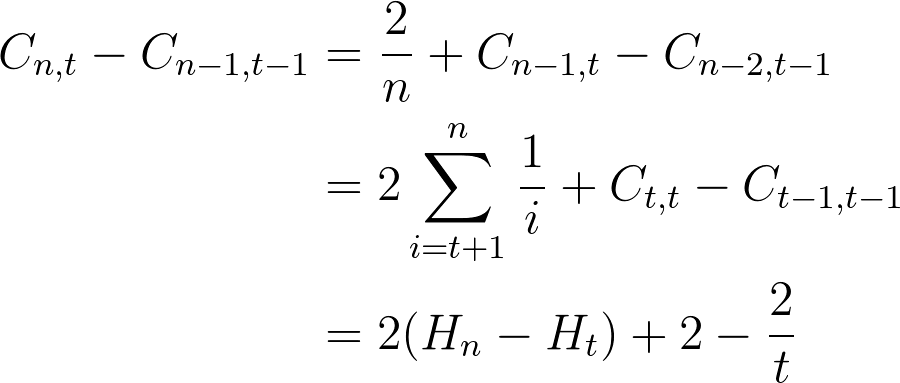 $C_{n,t} - C_{n-1,t-1} = \frac{2}{n} + C_{n-1,t} - C_{n-2,t-1}$
$= 2\sum_{i=t+1}^{n} \frac{1}{i} + C_{t,t} - C_{t-1,t-1}$
$= 2(H_n - H_t) + 2 - \frac{2}{t}$